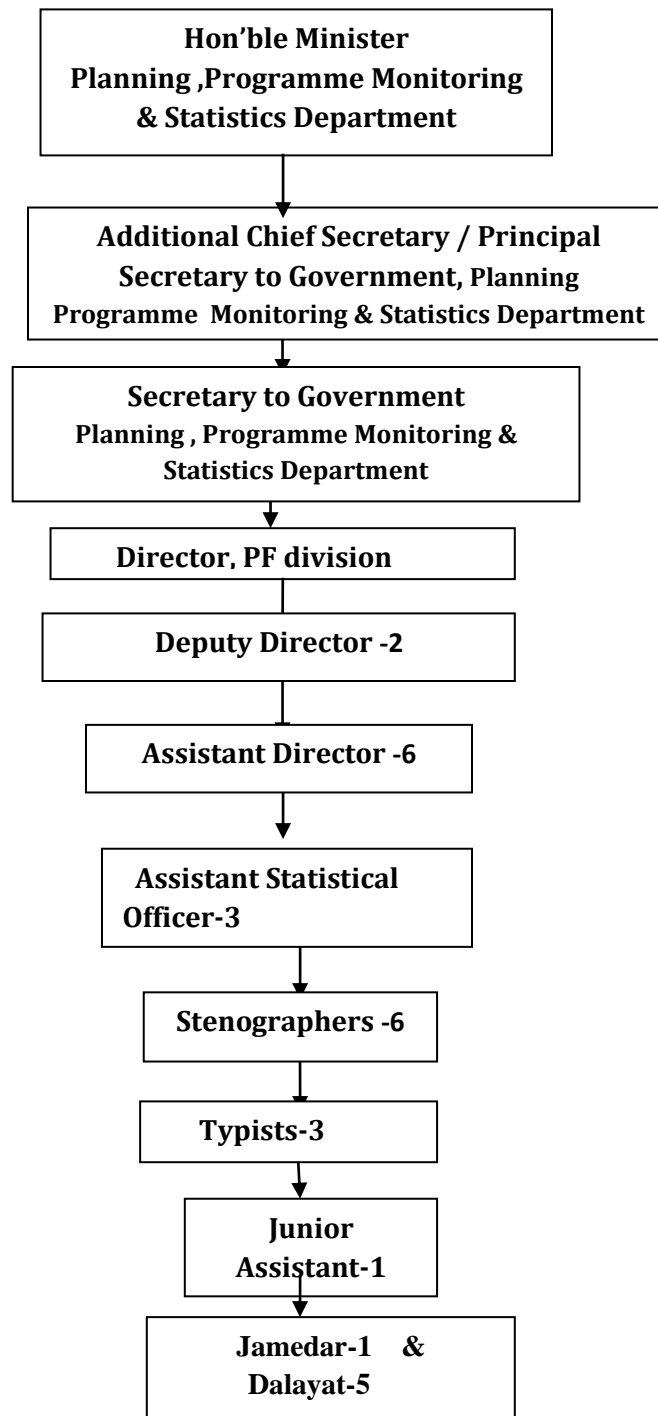 Hon’ble Minister
Planning ,Programme Monitoring
& Statistics Department
Additional Chief Secretary / Principal
Secretary to Government, Planning
Programme Monitoring & Statistics Department
Secretary to Government
Planning , Programme Monitoring &
Statistics Department
Director, PF division
Deputy Director -2
Assistant Director -6
Assistant Statistical
Officer-3
Stenographers -6
Typists-3
Junior
Assistant-1
Jamedar-1 &
Dalayat-5